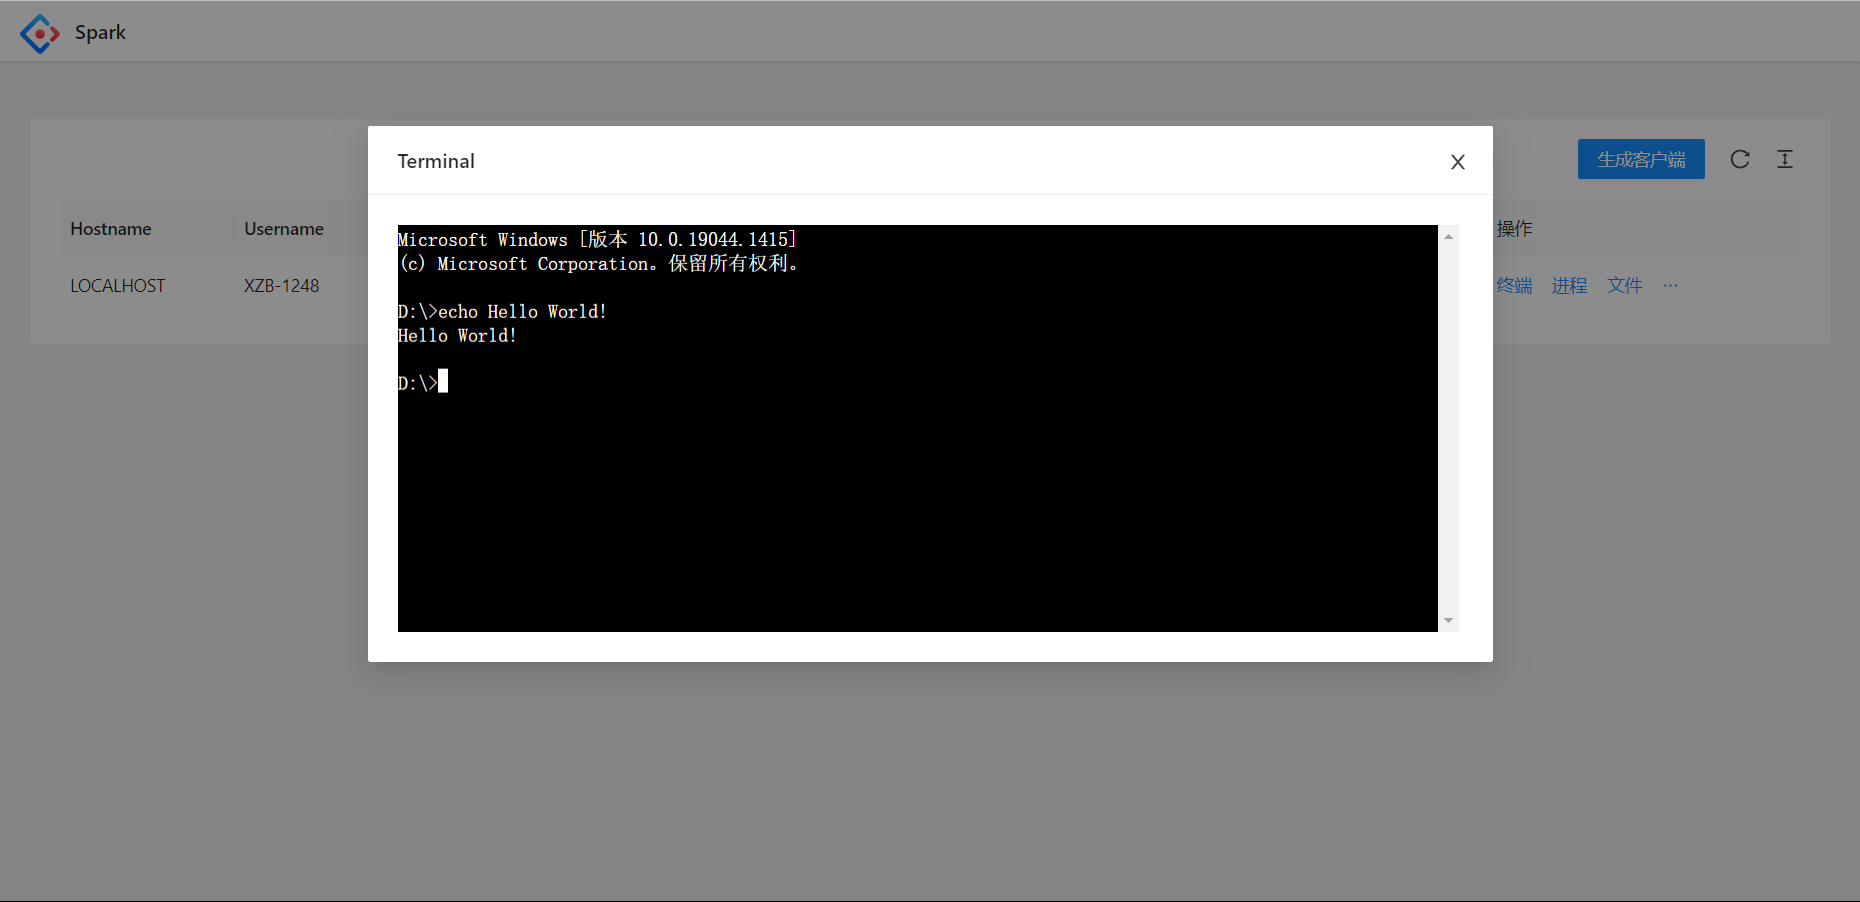 Spark
Terminal
X
生成客户端
Hostname
Username
操作
LOCALHOST
XZB-1248
终端 进程 文件 ···
Microsoft Windows [版本 10.0.19044.1415]
(c) Microsoft Corporation。保留所有权利。
D:\>echo Hello World!
Hello World!
D:\>